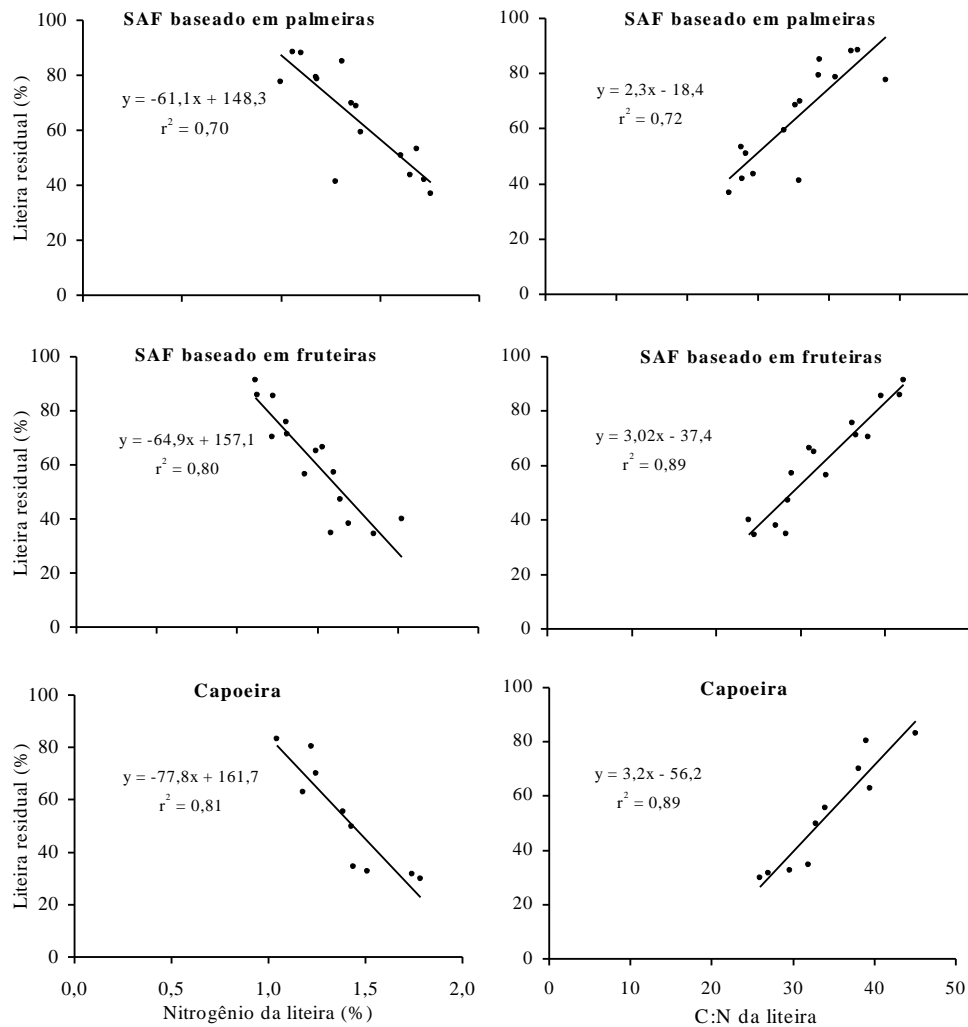 SAF baseado em palmeiras
100
80
60
40
20
0
Liteira residual (%)
y = -61,1x + 148,3
r² = 0,70
SAF baseado em palmeiras
100
80
60
40
20
0
y = 2,3x - 18,4
r² = 0,72
SAF baseado em fruteiras
100
80
60
40
20
0
Liteira residual (%)
y = -64,9x + 157,1
r² = 0,80
SAF baseado em fruteiras
100
80
60
40
20
0
y = 3,02x - 37,4
r² = 0,89
Capoeira
100
80
60
40
20
0
Liteira residual (%)
y = -77,8x + 161,7
r² = 0,81
0,0 0,5 1,0 1,5 2,0
Nitrogênio da liteira (%)
Capoeira
100
80
60
40
20
0
y = 3,2x - 56,2
r² = 0,89
0 10 20 30 40 50
C:N da liteira